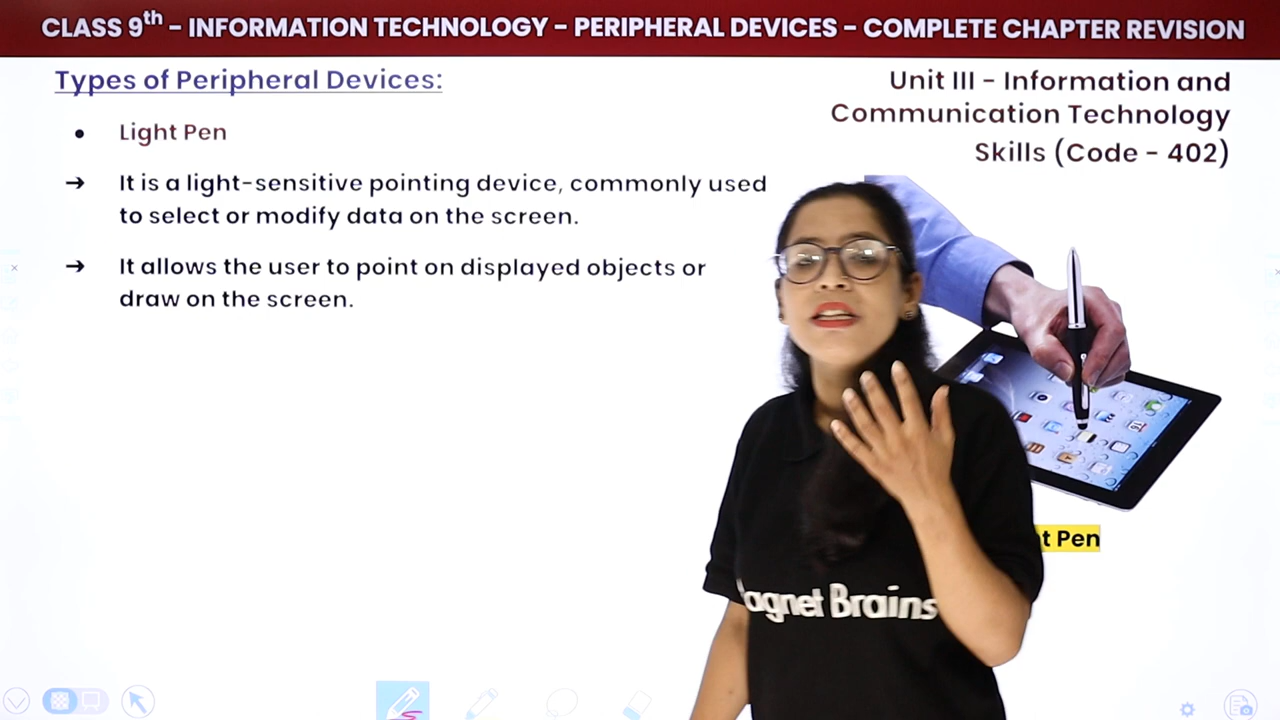 CLASS 9th – INFORMATION TECHNOLOGY – PERIPHERAL DEVICES – COMPLETE CHAPTER REVISION
Types of Peripheral Devices:
Unit III – Information and
Communication Technology
Skills (Code – 402)
● Light Pen
➔ It is a light-sensitive pointing device, commonly used
to select or modify data on the screen.
➔ It allows the user to point on displayed objects or
draw on the screen.
Pen
Brains